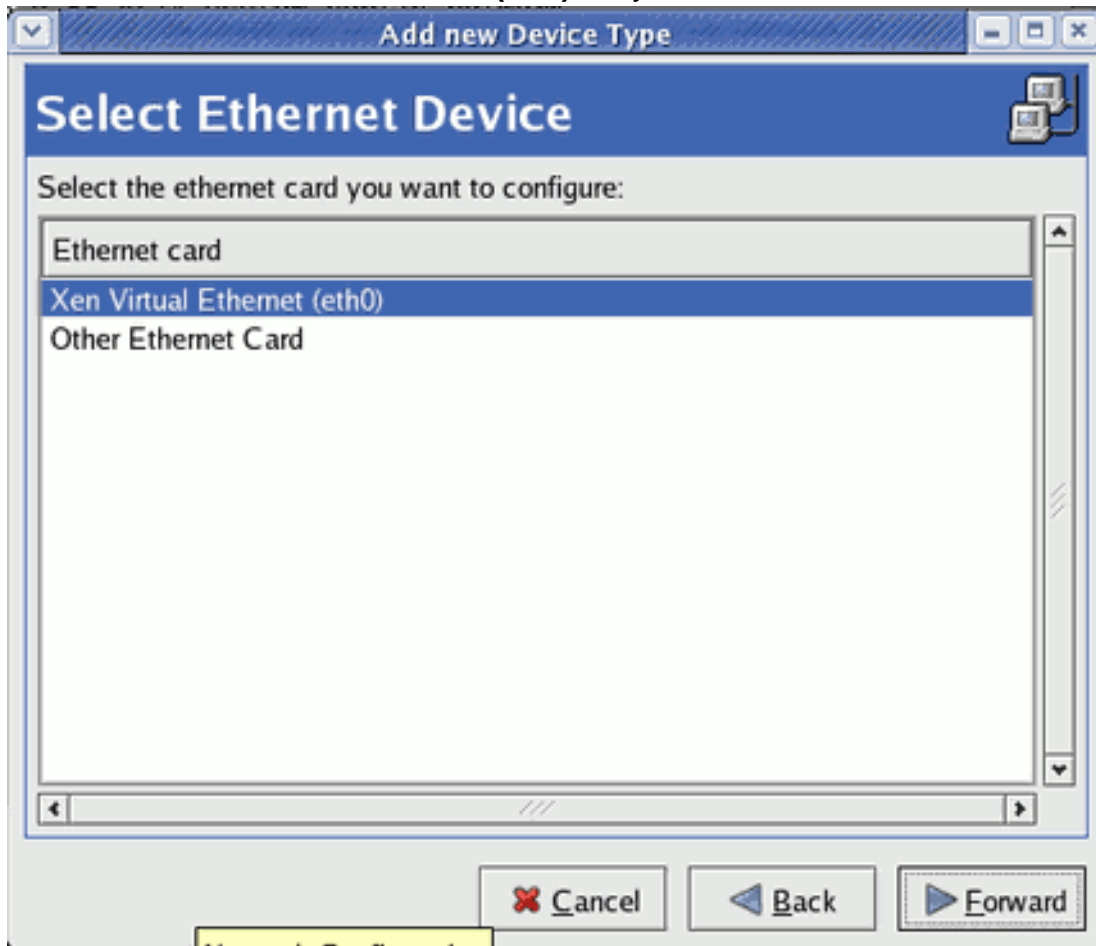 Add new Device Type
Select Ethernet Device
Select the ethernet card you want to configure:
Ethernet card
Xen Virtual Ethernet (eth0)
Other Ethernet Card
Cancel
Back
Forward